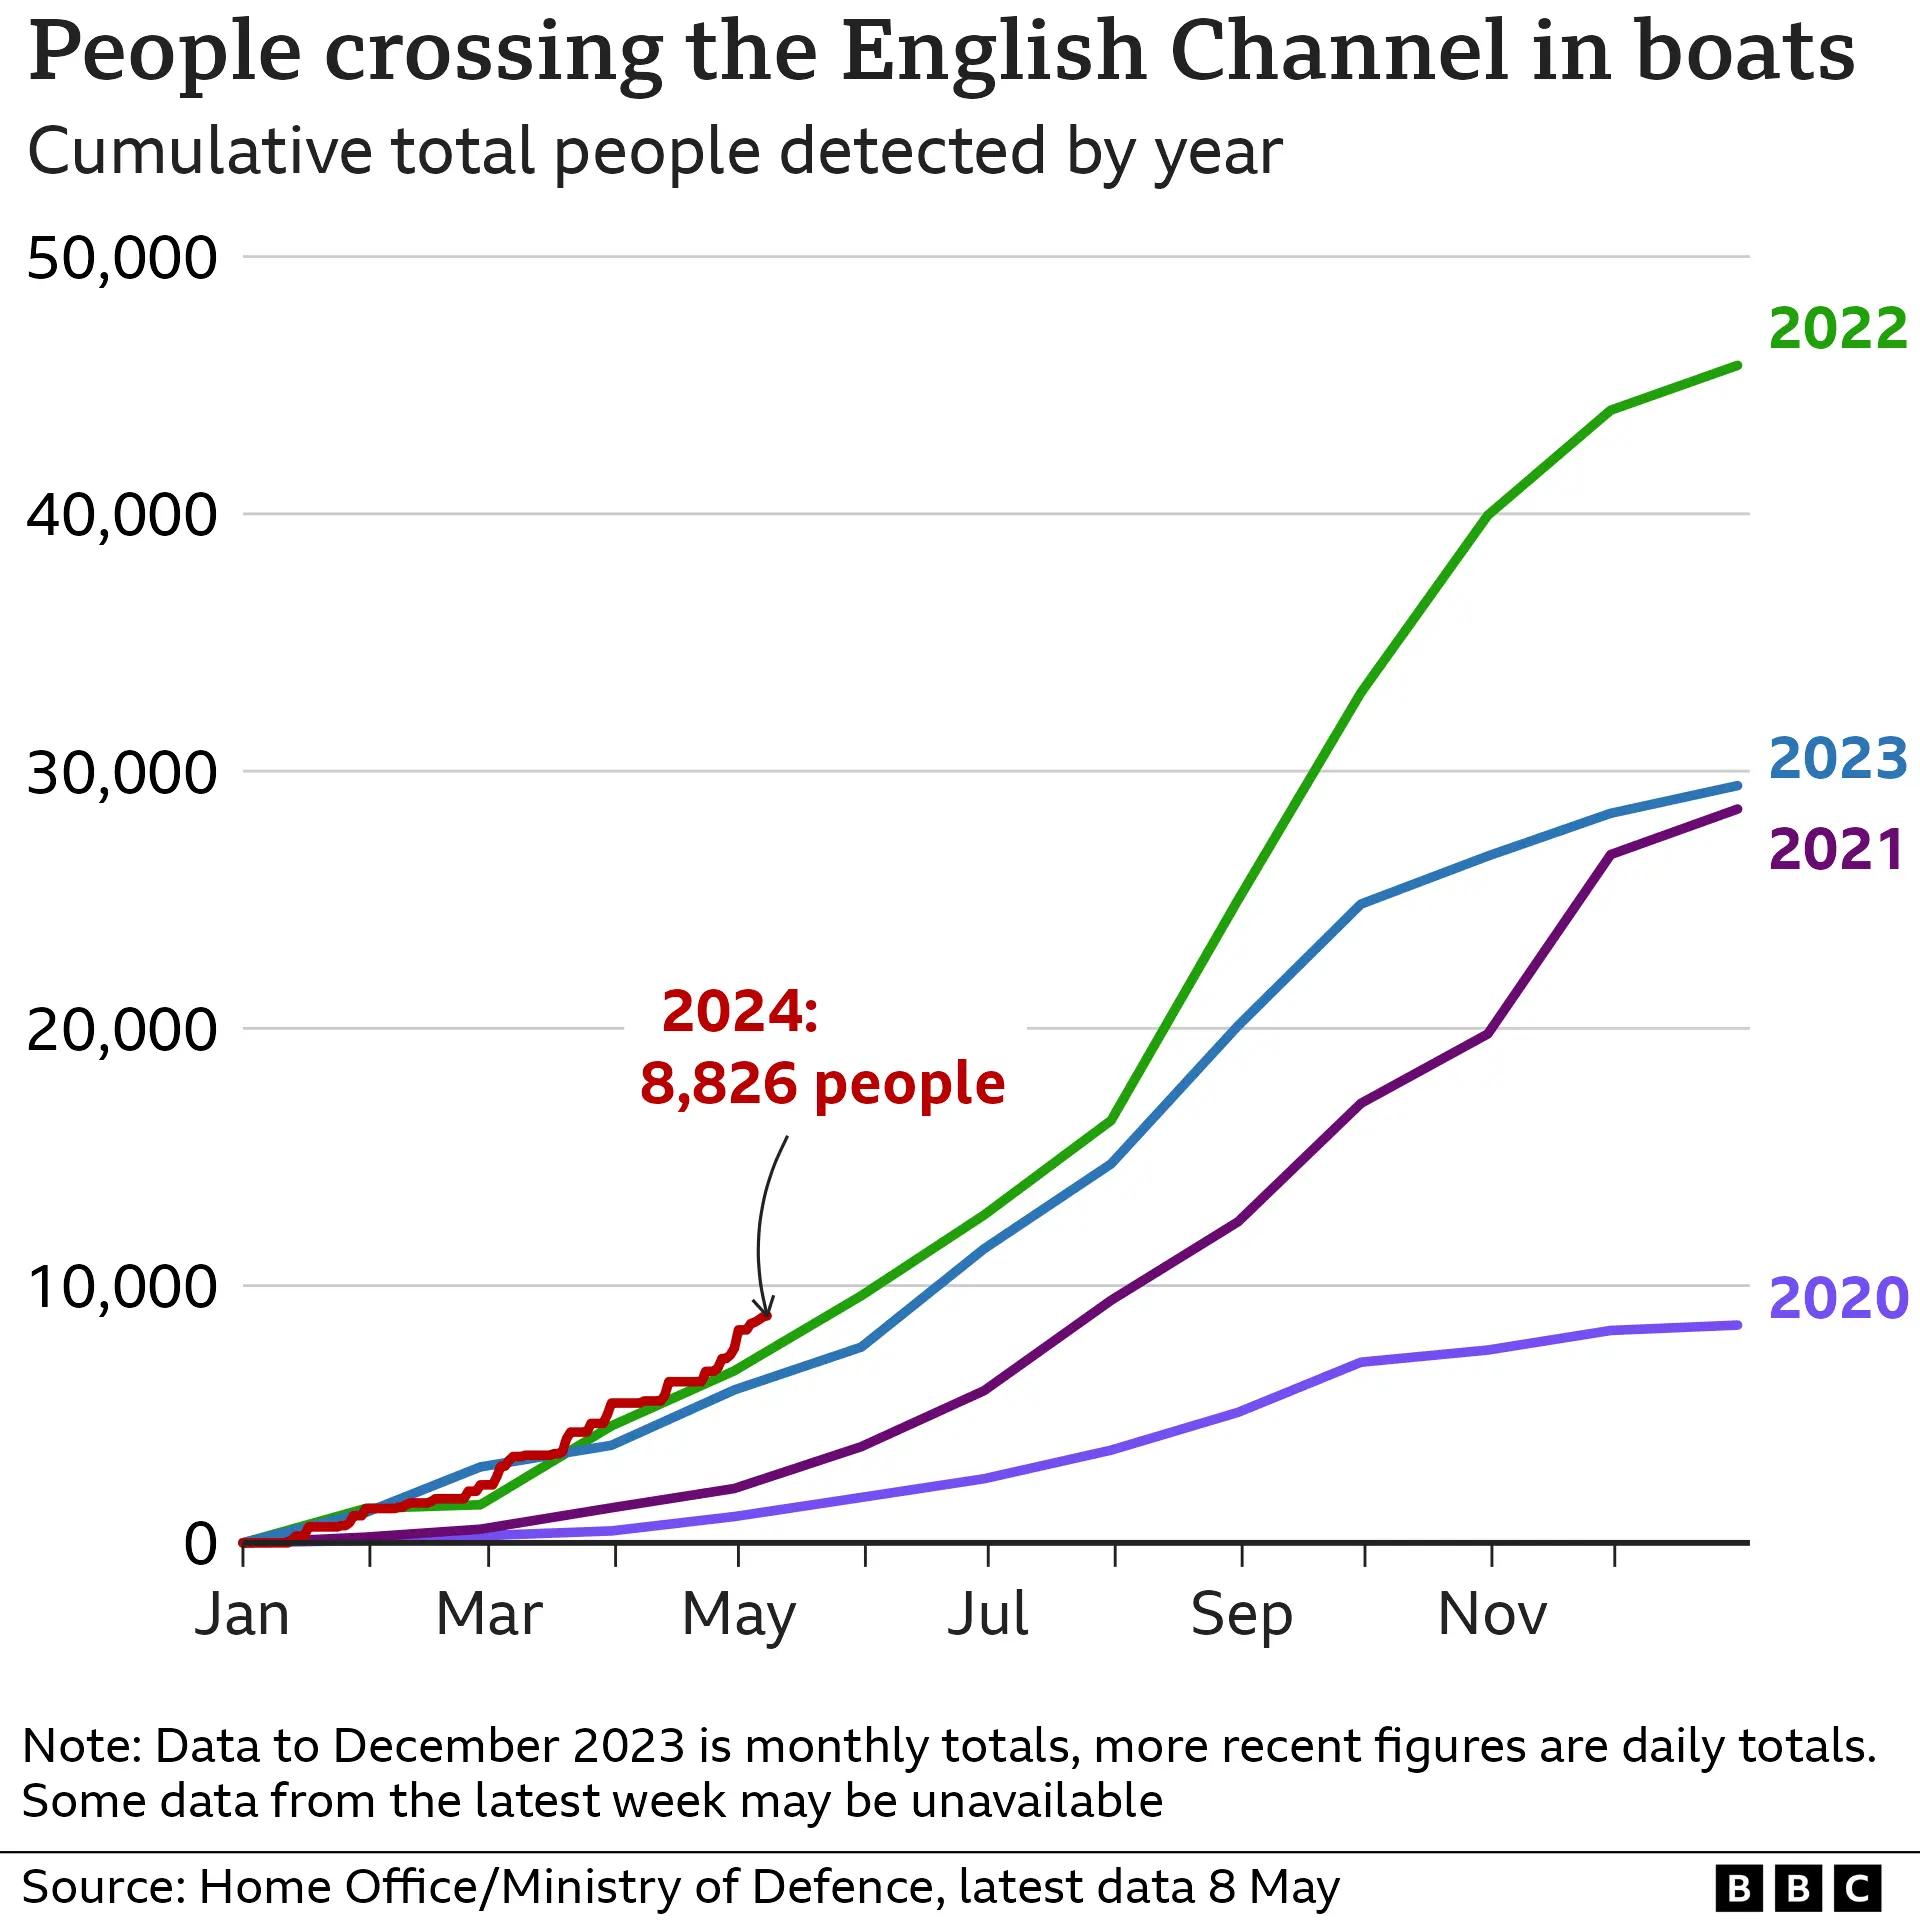 People crossing the English Channel in boats
Cumulative total people detected by year
50,000
2022
40,000
30,000
2023
2021
2024:
20,000
8,826 people
10,000
2020
0
Jan Mar May Jul Sep Nov
Note: Data to December 2023 is monthly totals, more recent figures are daily totals.
Some data from the latest week may be unavailable
Source: Home Office/Ministry of Defence, latest data 8 May
BBC